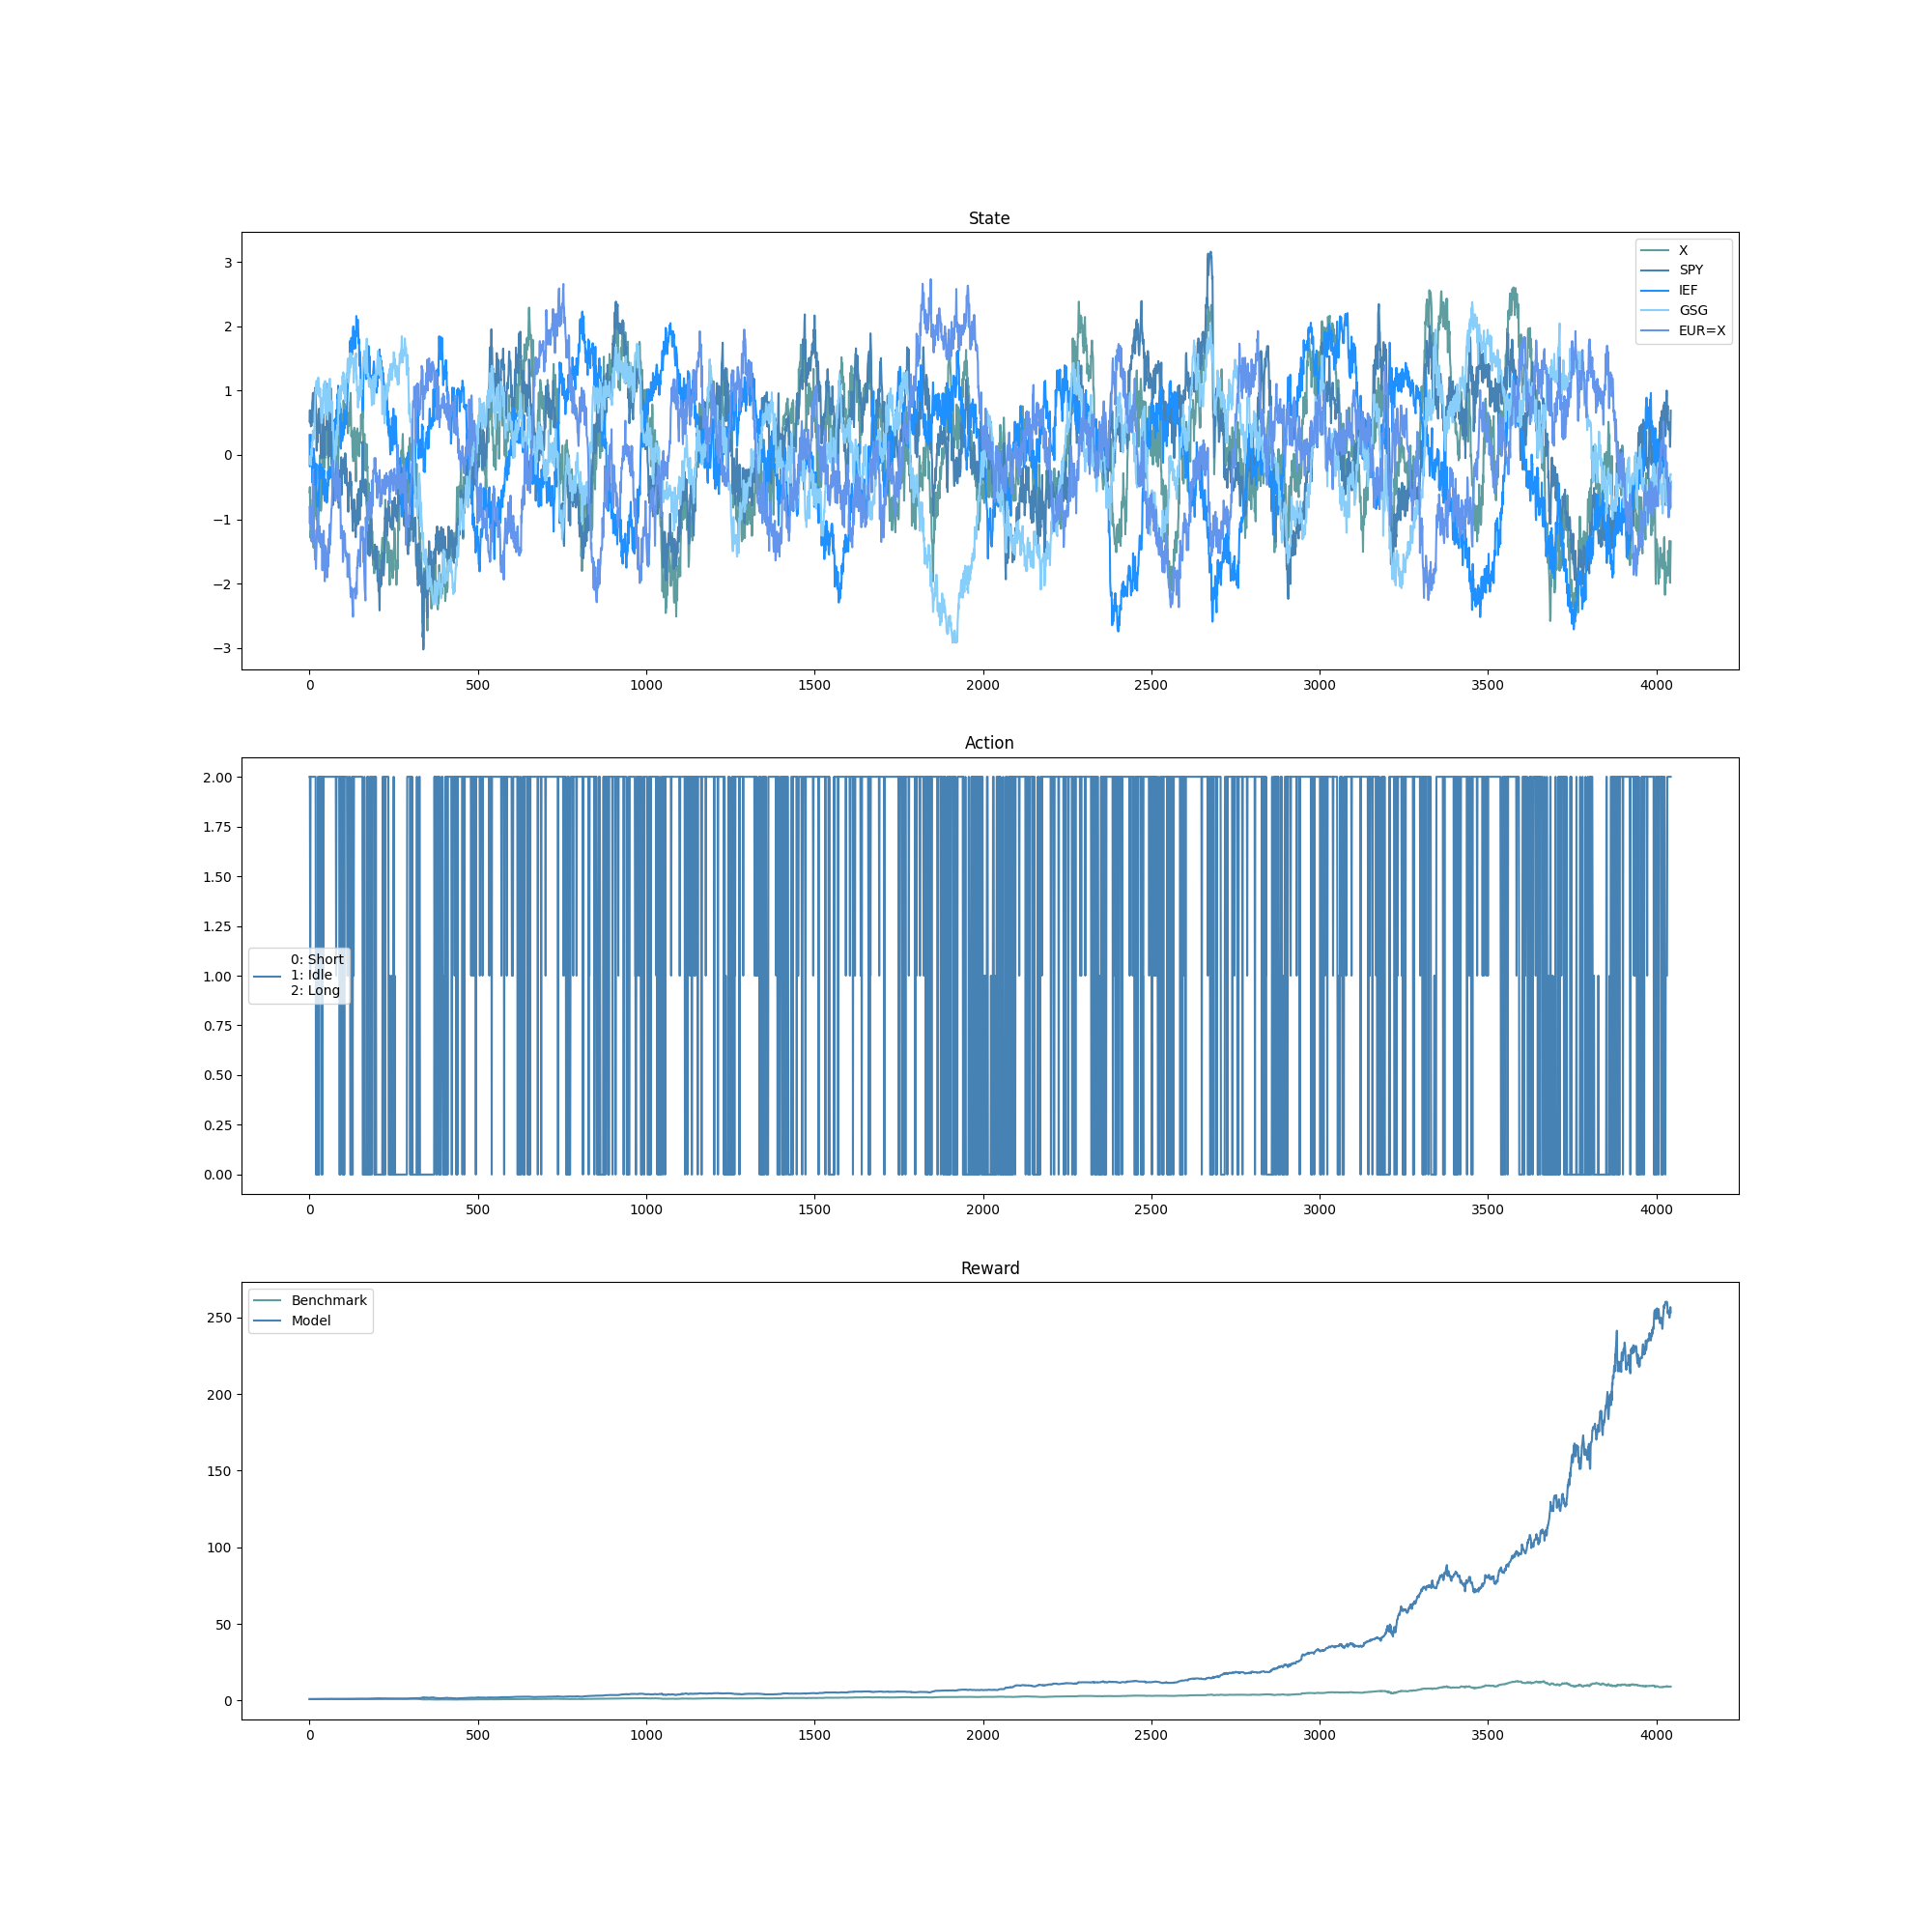 State
3
2
1
0
−1
−2
−3
X
SPY
IEF
GSG
EUR=X
0 500 1000 1500 2000 2500 3000 3500 4000
Action
2.00
1.75
1.50
1.25
1.00
0.75
0.50
0.25
0.00
0: Short
1: Idle
2: Long
0 500 1000 1500 2000 2500 3000 3500 4000
Reward
Benchmark
Model
250
200
150
100
50
0
0 500 1000 1500 2000 2500 3000 3500 4000